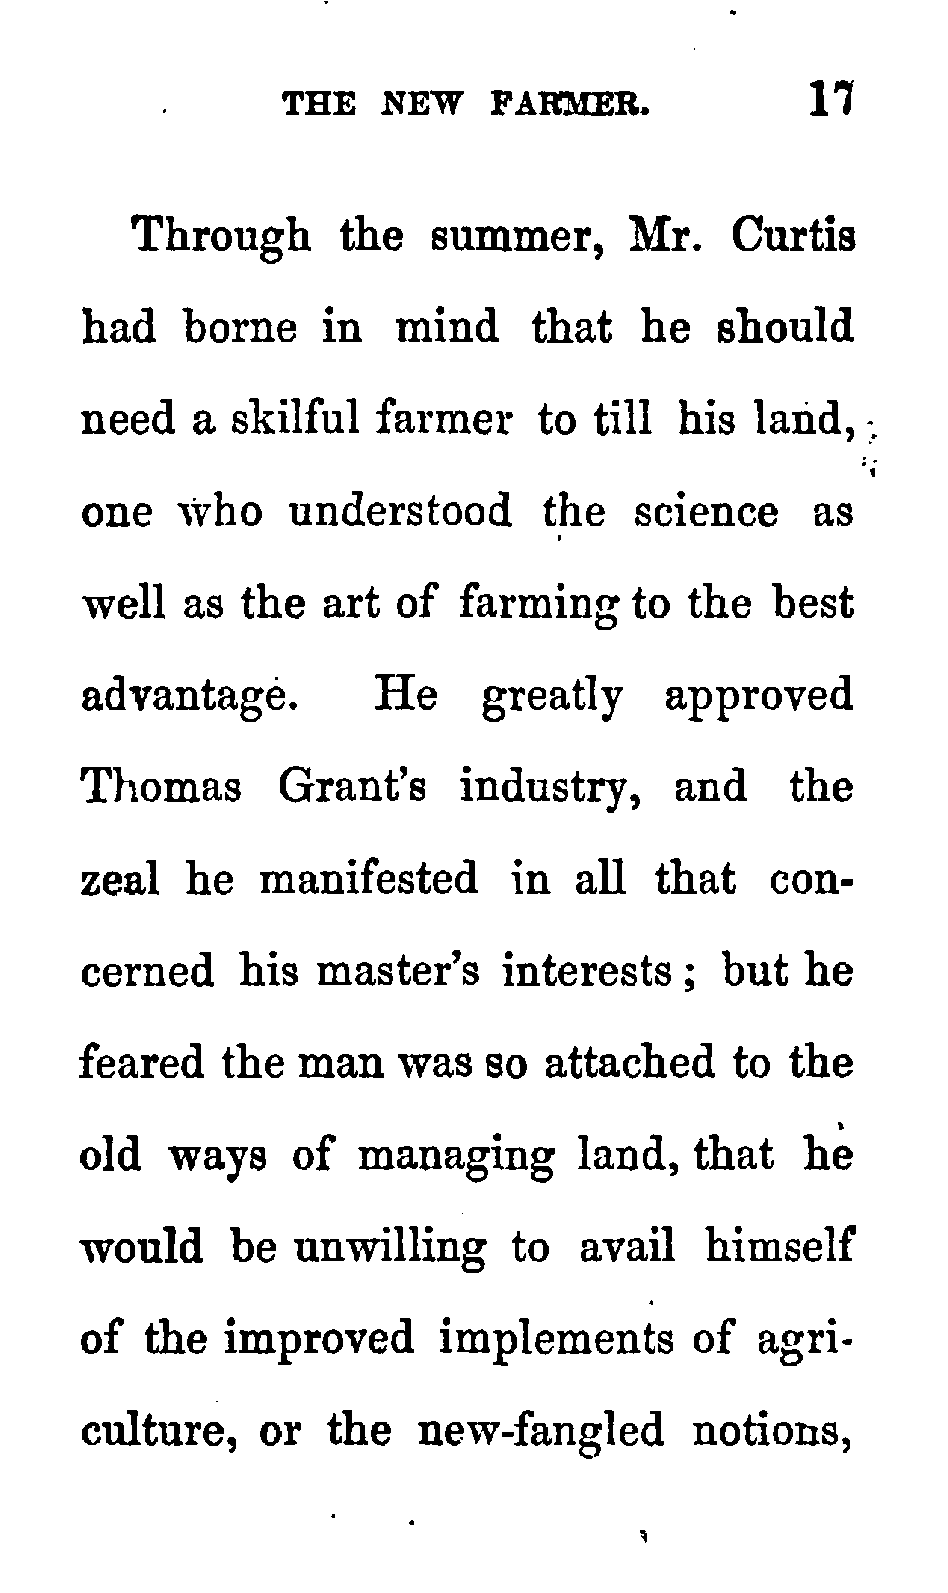 THE NEW FARMER. 17
Through the summer, Mr. Curtis
had borne in mind that he should
need a skilful farmer to till his land,
one who understood the science as
well as the art of farming to the best
advantage. He greatly approved
Thomas Grant's industry, and the
zeal he manifested in all that con-
cerned his master's interests ; but he
feared the man was so attached to the
old ways of managing land, that he
would be unwilling to avail himself
of the improved implements of agri-
culture, or the new-fangled notions,